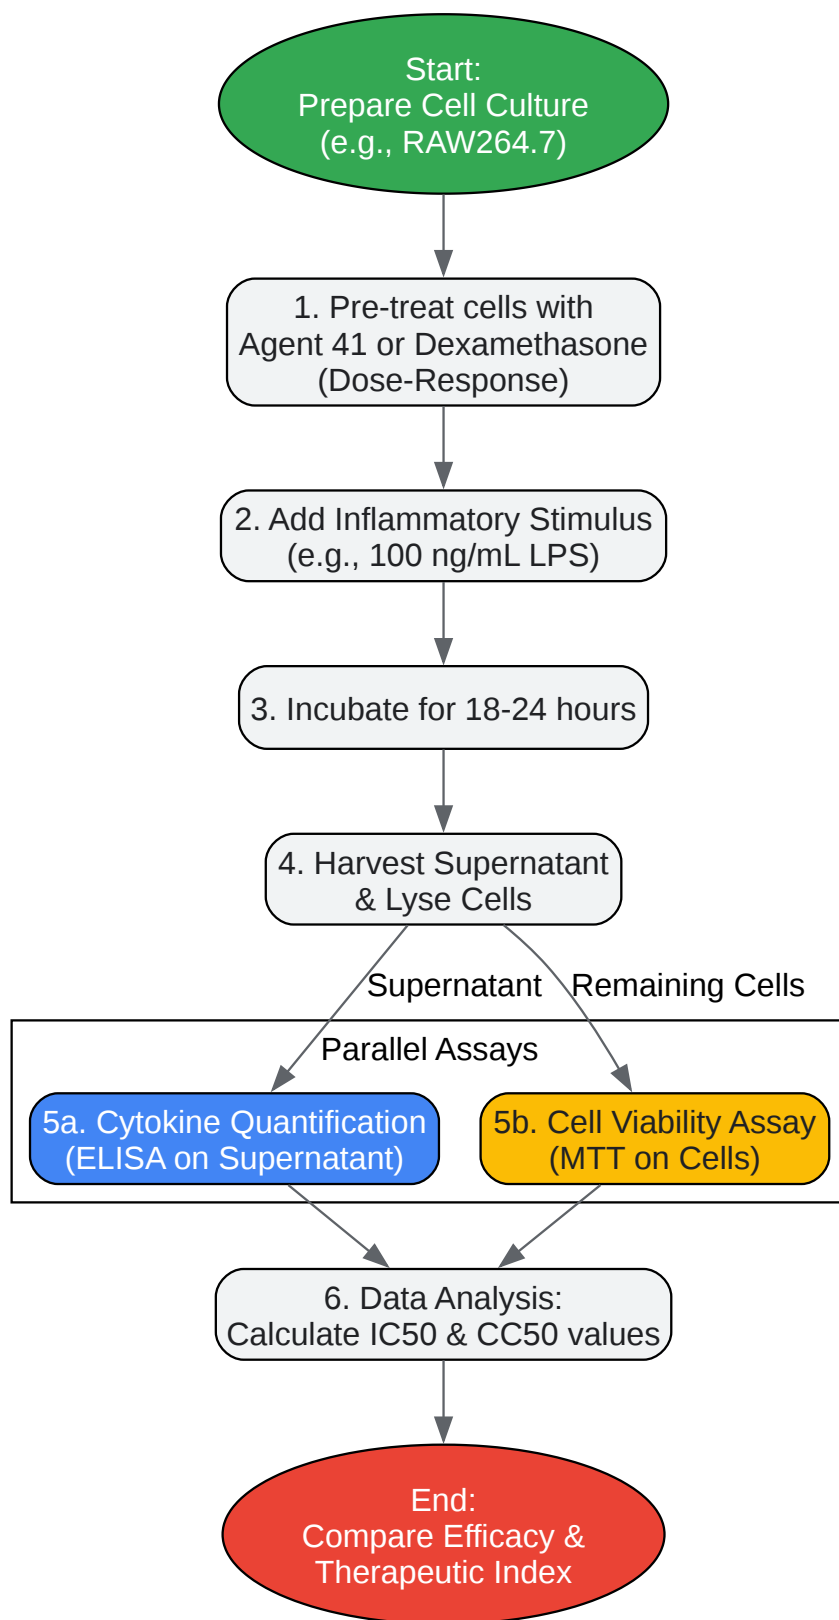 Start:
Prepare Cell Culture
(e.g., RAW264.7)
1. Pre-treat cells with
Agent 41 or Dexamethasone
(Dose-Response)
2. Add Inflammatory Stimulus
(e.g., 100 ng/mL LPS)
3. Incubate for 18-24 hours
4. Harvest Supernatant
& Lyse Cells
Supernatant
Remaining Cells
Parallel Assays
5a. Cytokine Quantification
(ELISA on Supernatant)
5b. Cell Viability Assay
(MTT on Cells)
6. Data Analysis:
Calculate IC50 & CC50 values
End:
Compare Efficacy &
Therapeutic Index